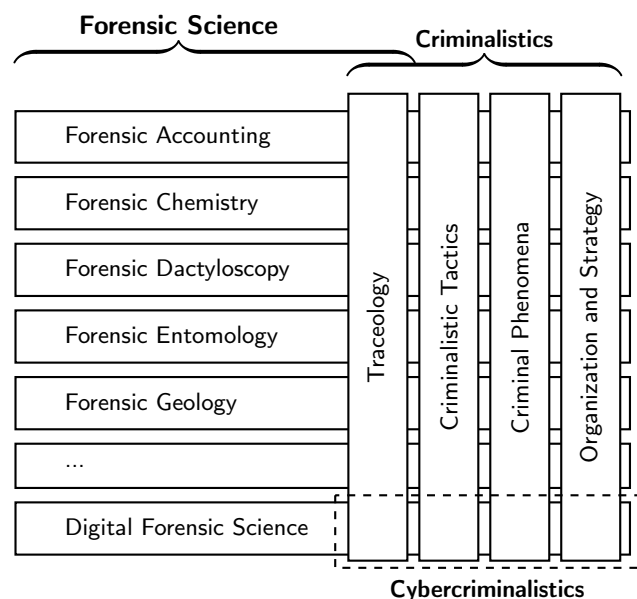 Forensic Science
Criminalistics
Forensic Accounting
Forensic Chemistry
Forensic Dactyloscopy
Forensic Entomology
Forensic Geology
...
Digital Forensic Science
Traceology
Criminalistic Tactics
Criminal Phenomena
Organization and Strategy
Cybercriminalistics